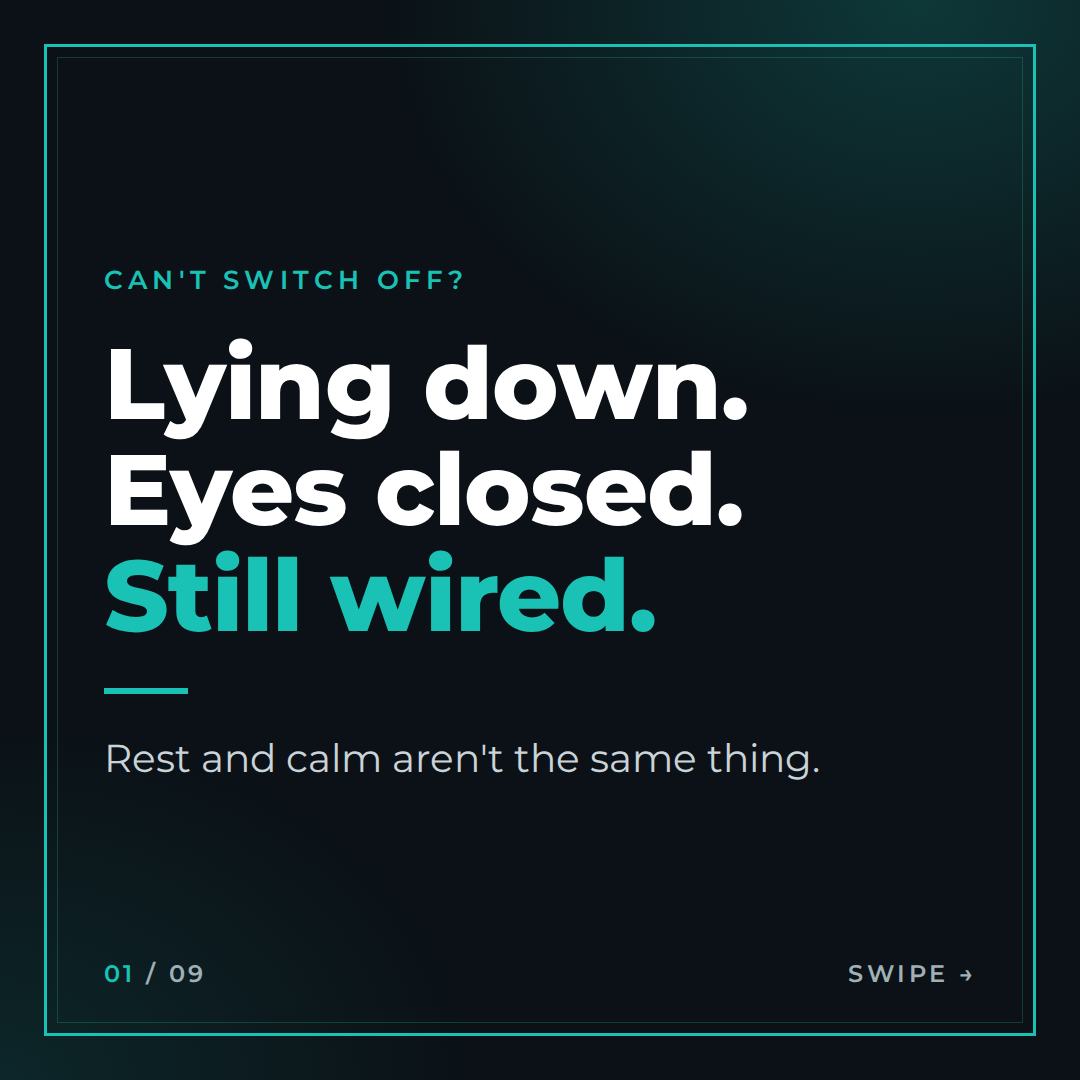 CAN'T SWITCH OFF?
Lying down.
Eyes closed.
Still wired.
Rest and calm aren't the same thing.
01 / 09
SWIPE →